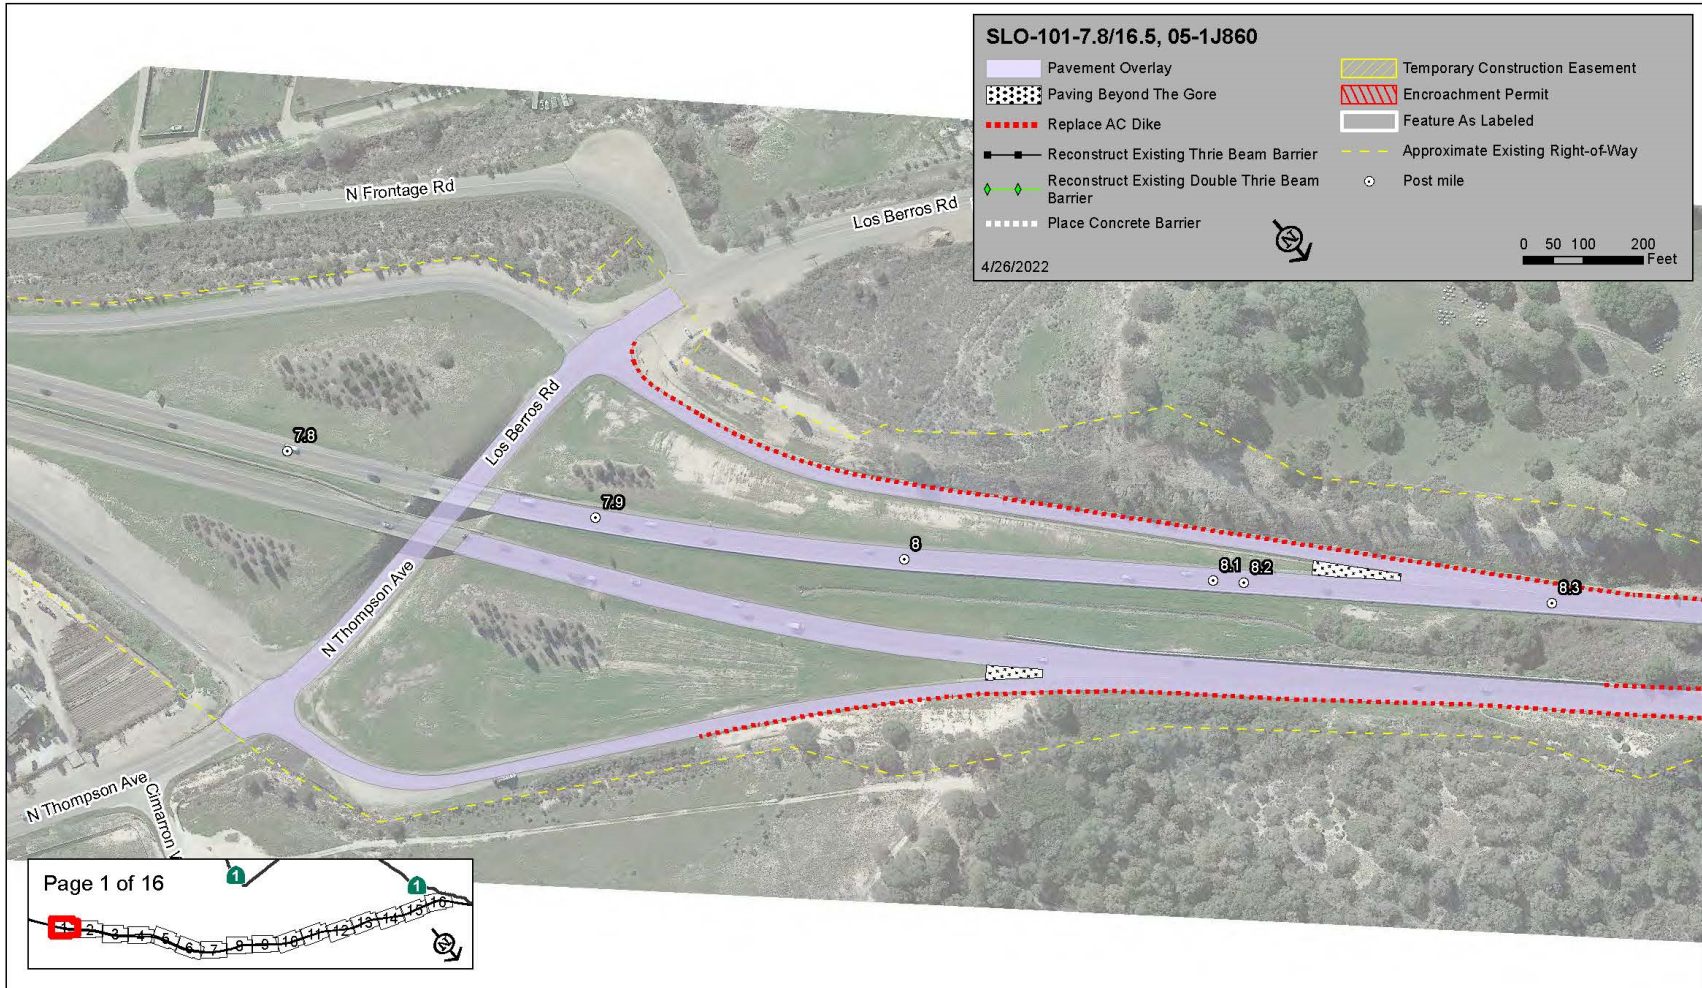 SLO-101-7.8/16.5, 05-1J860
Pavement Overlay
Paving Beyond The Gore
Replace AC Dike
Reconstruct Existing Thrie Beam Barrier
Reconstruct Existing Double Thrie Beam
Barrier
Place Concrete Barrier
Temporary Construction Easement
Encroachment Permit
Feature As Labeled
Approximate Existing Right-of-Way
Post mile
N
0 50 100 200
Feet
4/26/2022
N Frontage Rd
Los Berros Rd
Los Berros Rd
7.8
7.9
8
8.1
8.2
8.3
N Thompson Ave
N Thompson Ave
Cimarron
Page 1 of 16
1
1
1 2 3 4 5 6 7 8 9 10 11 12 13 14 15 16
N